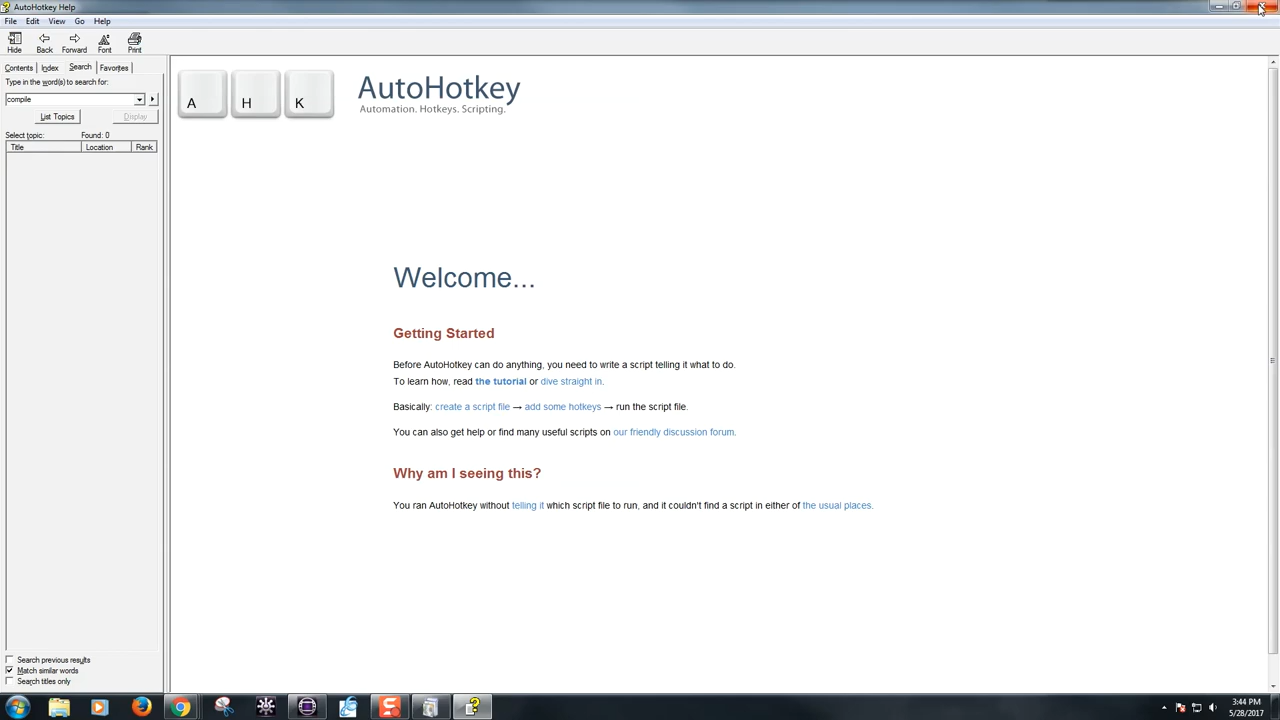 AutoHotkey Help
File Edit View Go Help
Hide Back Forward Font Print
Contents Index Search Favorites
Type in the word(s) to search for:
compile
List Topics Display
Select topic: Found: 0
Title Location Rank
Search previous results
Match similar words
Search titles only
A H K
AutoHotkey
Automation. Hotkeys. Scripting.
Welcome...
Getting Started
Before AutoHotkey can do anything, you need to write a script telling it what to do.
To learn how, read the tutorial or dive straight in.
Basically: create a script file → add some hotkeys → run the script file.
You can also get help or find many useful scripts on our friendly discussion forum.
Why am I seeing this?
You ran AutoHotkey without telling it which script file to run, and it couldn't find a script in either of the usual places.
3:44 PM
5/28/2017